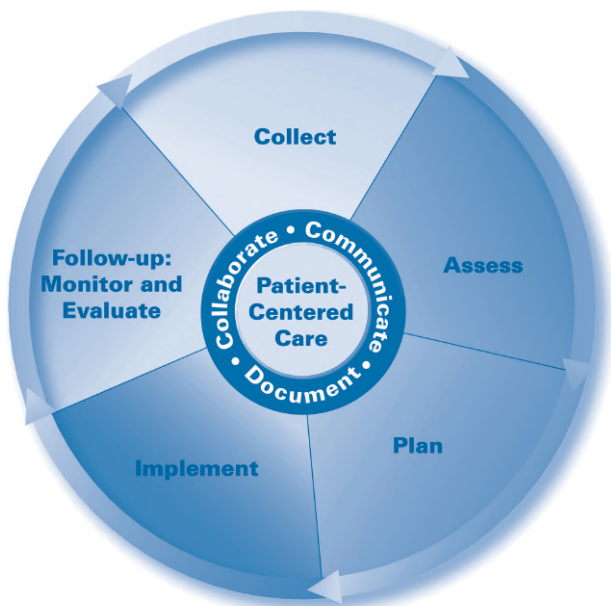 Collect
Assess
Plan
Implement
Follow-up:
Monitor and
Evaluate
Collaborate • Communicate • Document •
Patient-
Centered
Care